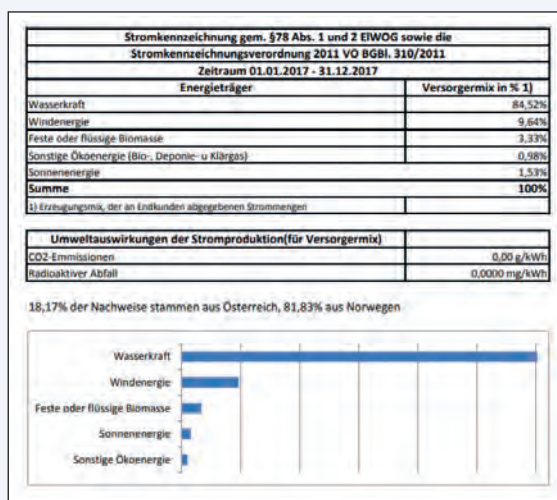 Stromkennzeichnung gem. §78 Abs. 1 und 2 ElWOG sowie die
Stromkennzeichnungsverordnung 2011 VO BGBl. 310/2011
Zeitraum 01.01.2017 - 31.12.2017
Energieträger Versorgermix in % 1)
Wasserkraft 84,52%
Windenergie 9,64%
Feste oder flüssige Biomasse 3,33%
Sonstige Ökoenergie (Bio-, Deponie- u Klärgas) 0,98%
Sonnenenergie 1,53%
Summe 100%
1) Erzeugungsmix, der an Endkunden abgegebenen Strommengen
Umweltauswirkungen der Stromproduktion(für Versorgermix)
CO2-Emmissionen 0,00 g/kWh
Radioaktiver Abfall 0,0000 mg/kWh
18,17% der Nachweise stammen aus Österreich, 81,83% aus Norwegen
Wasserkraft
Windenergie
Feste oder flüssige Biomasse
Sonnenenergie
Sonstige Ökoenergie